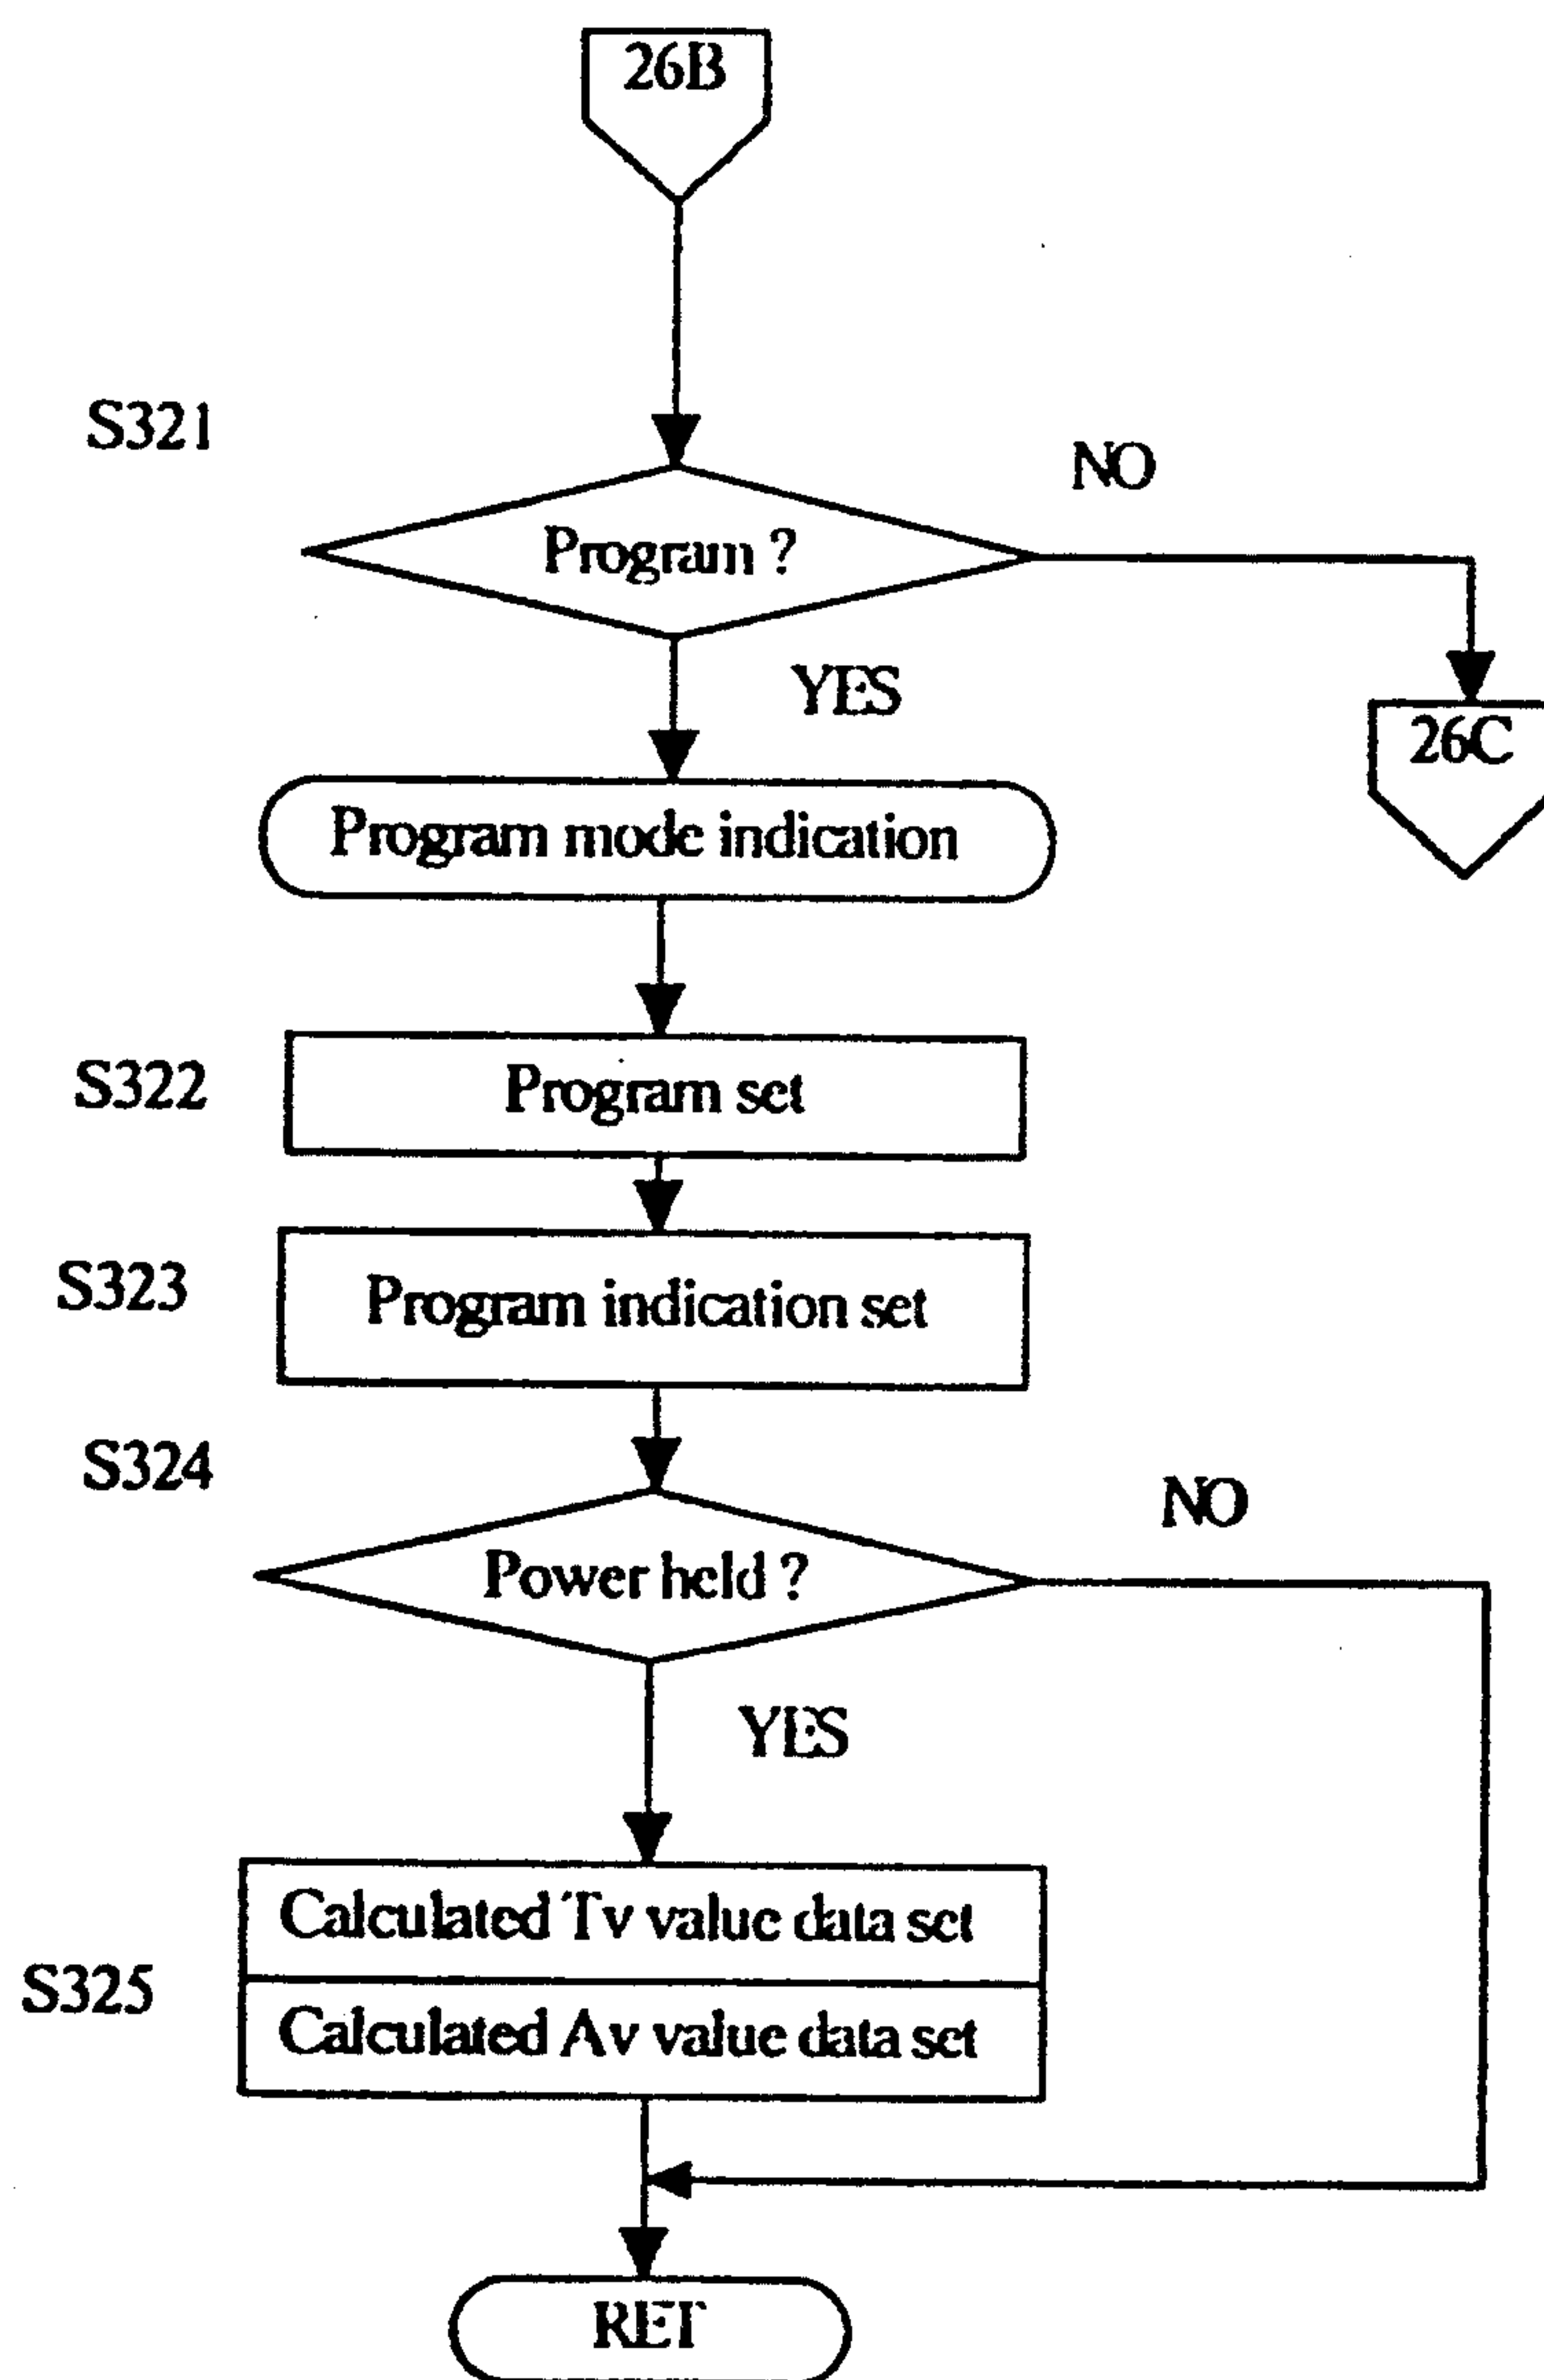 26B
S321
NO
Program ?
YES
26C
Program mode indication
S322
Program set
S323
Program indication set
S324
NO
Power held ?
YES
Calculated Tv value data set
S325
Calculated Av value data set
RET